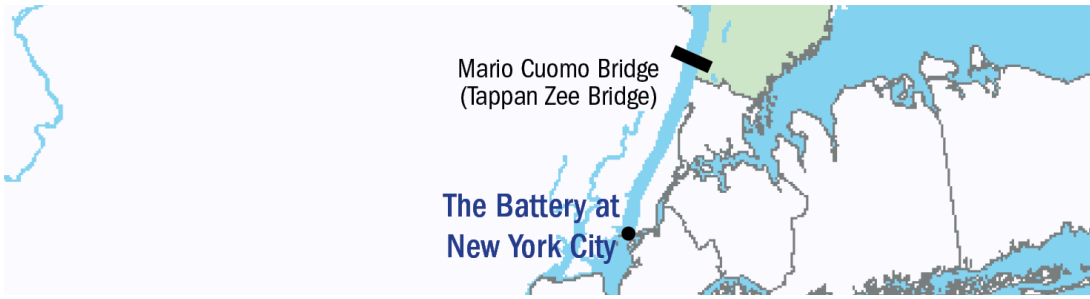 Mario Cuomo Bridge
(Tappan Zee Bridge)
The Battery at
New York City